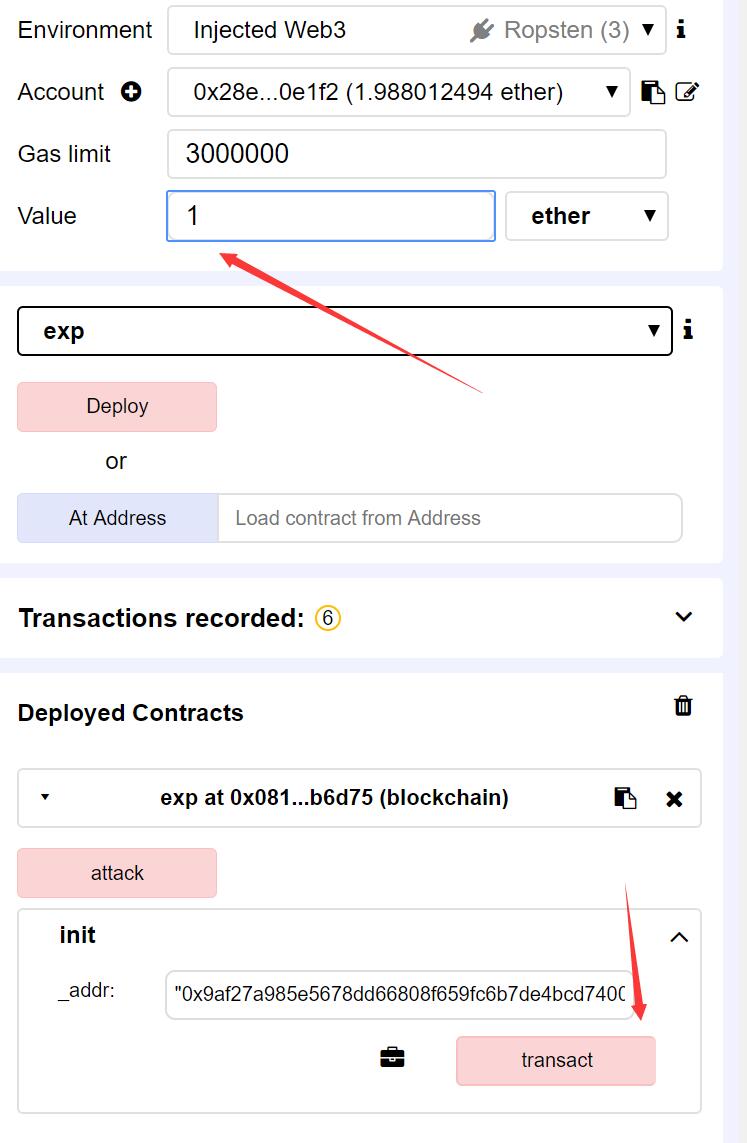 Environment Injected Web3 Ropsten (3)
Account 0x28e...0e1f2 (1.988012494 ether)
Gas limit 3000000
Value 1 ether
exp
Deploy
or
At Address Load contract from Address
Transactions recorded: 6
Deployed Contracts
exp at 0x081...b6d75 (blockchain)
attack
init
_addr: "0x9af27a985e5678dd66808f659fc6b7de4bcd7400
transact